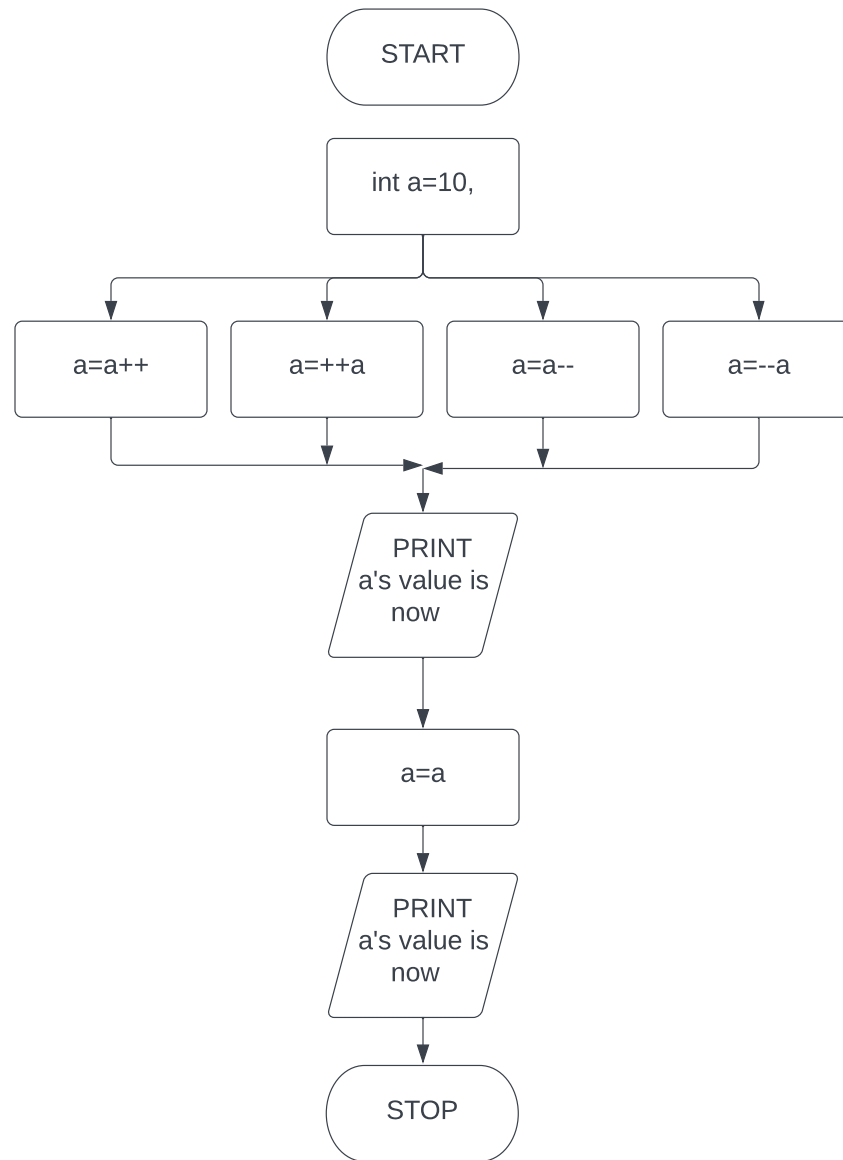 START
int a=10,
a=a++
a=++a
a=a--
a=--a
PRINT
a's value is
now
a=a
PRINT
a's value is
now
STOP